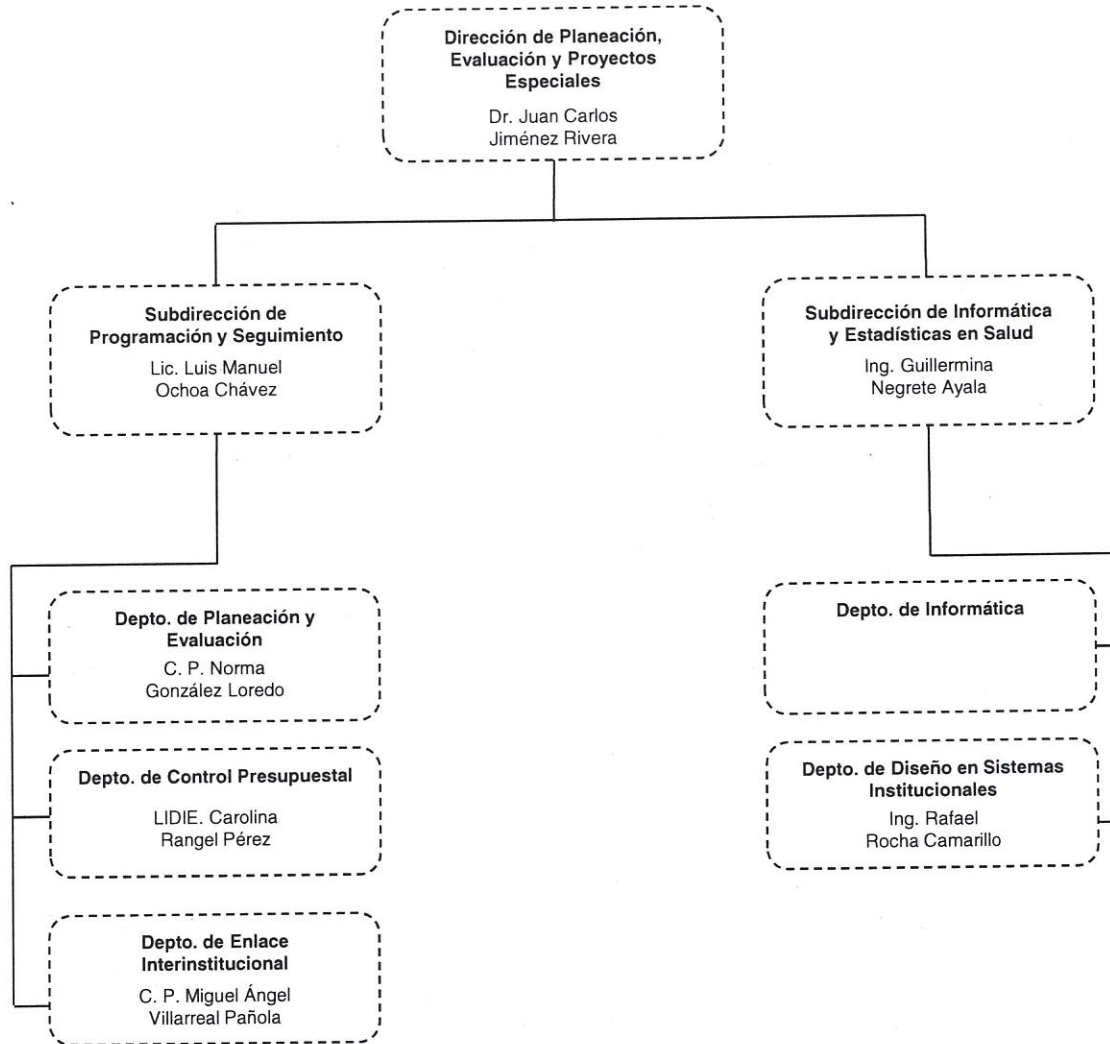 Dirección de Planeación,
Evaluación y Proyectos
Especiales
Dr. Juan Carlos
Jiménez Rivera
Subdirección de
Programación y Seguimiento
Lic. Luis Manuel
Ochoa Chávez
Subdirección de Informática
y Estadísticas en Salud
Ing. Guillermina
Negrete Ayala
Depto. de Planeación y
Evaluación
C. P. Norma
González Loredo
Depto. de Control Presupuestal
LIDIE. Carolina
Rangel Pérez
Depto. de Enlace
Interinstitucional
C. P. Miguel Ángel
Villarreal Pañola
Depto. de Informática
Depto. de Diseño en Sistemas
Institucionales
Ing. Rafael
Rocha Camarillo